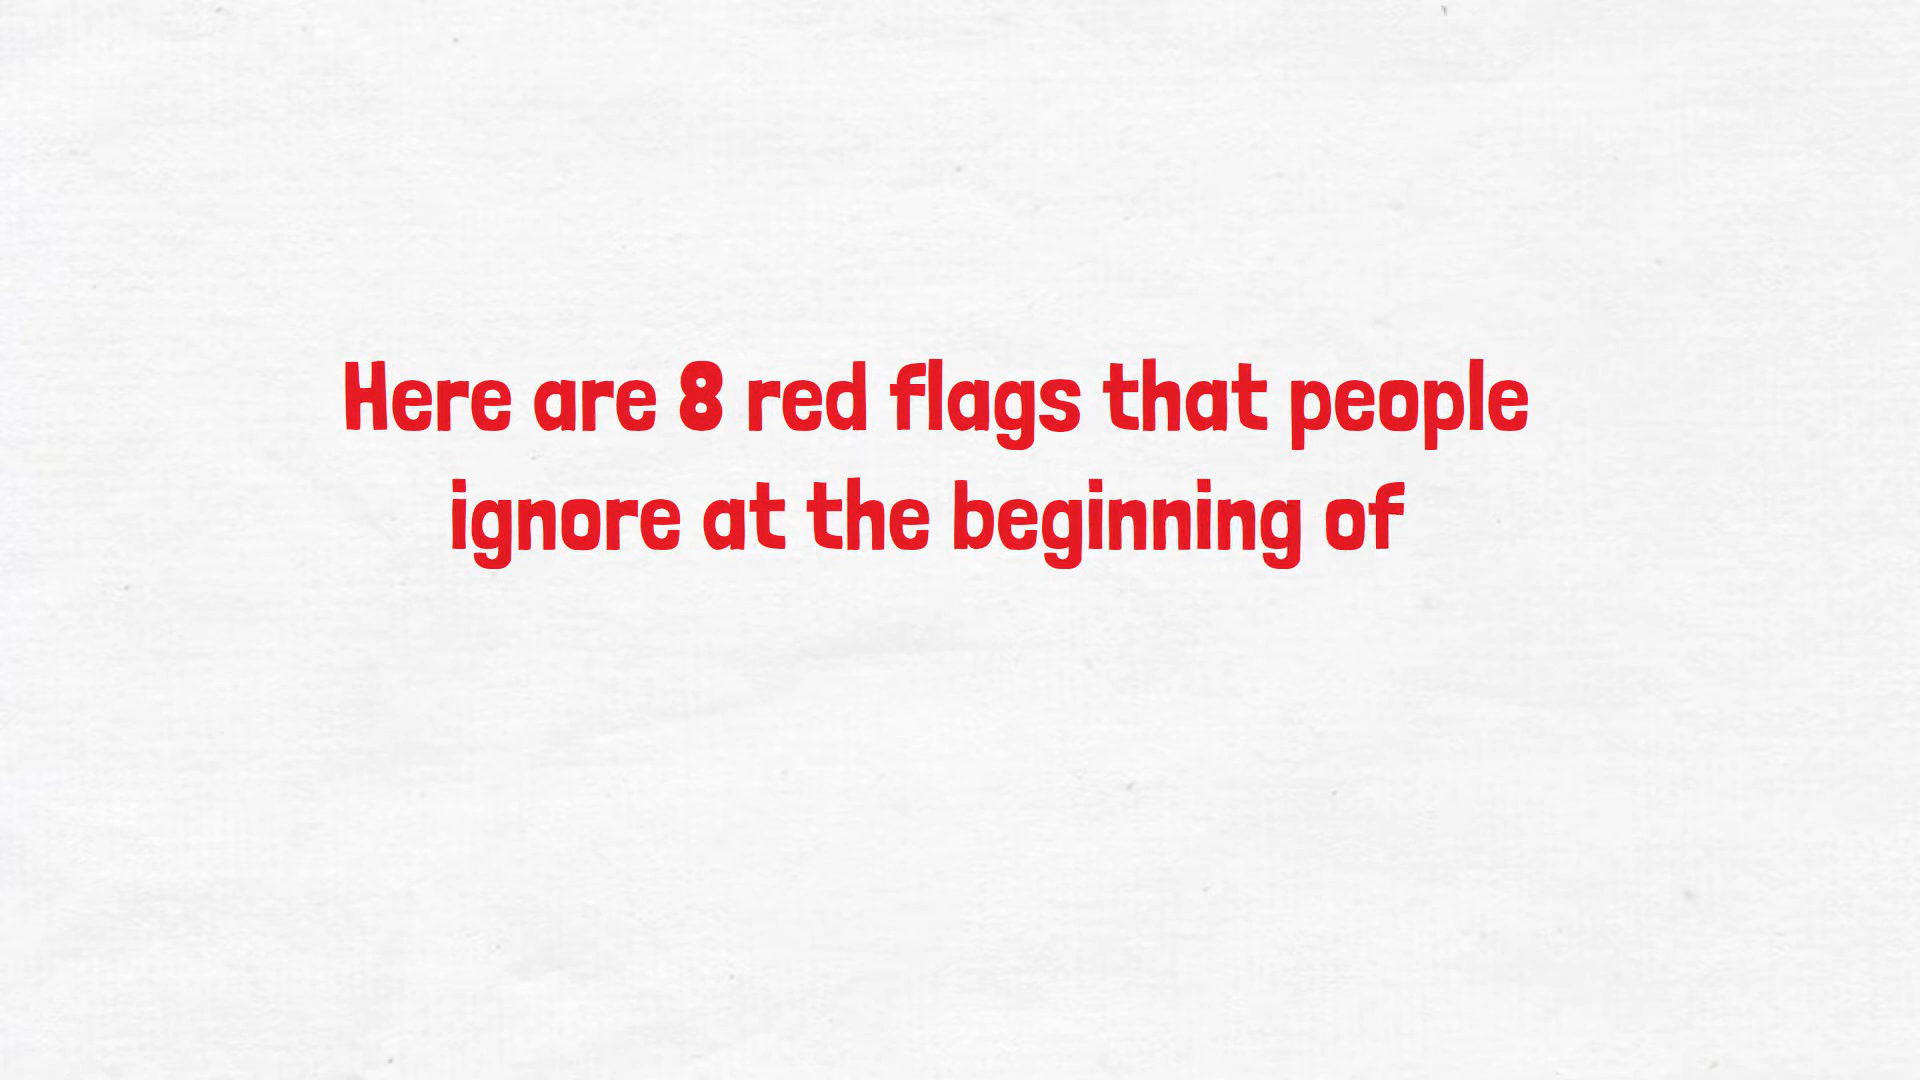 Here are 8 red flags that people
ignore at the beginning of